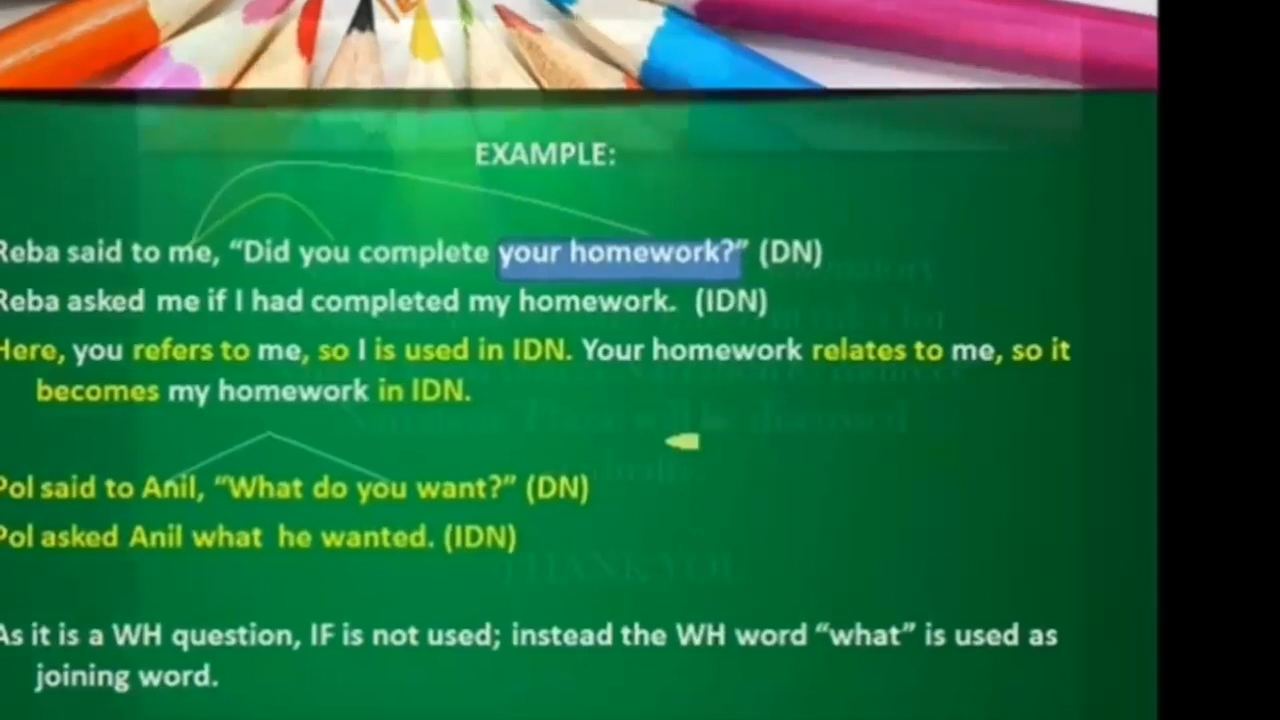 EXAMPLE:
Reba said to me, “Did you complete your homework?” (DN)
Reba asked me if I had completed my homework. (IDN)
Here, you refers to me, so I is used in IDN. Your homework relates to me, so it
becomes my homework in IDN.
Pol said to Anil, “What do you want?” (DN)
Pol asked Anil what he wanted. (IDN)
THANK YOU
As it is a WH question, IF is not used; instead the WH word “what” is used as
joining word.